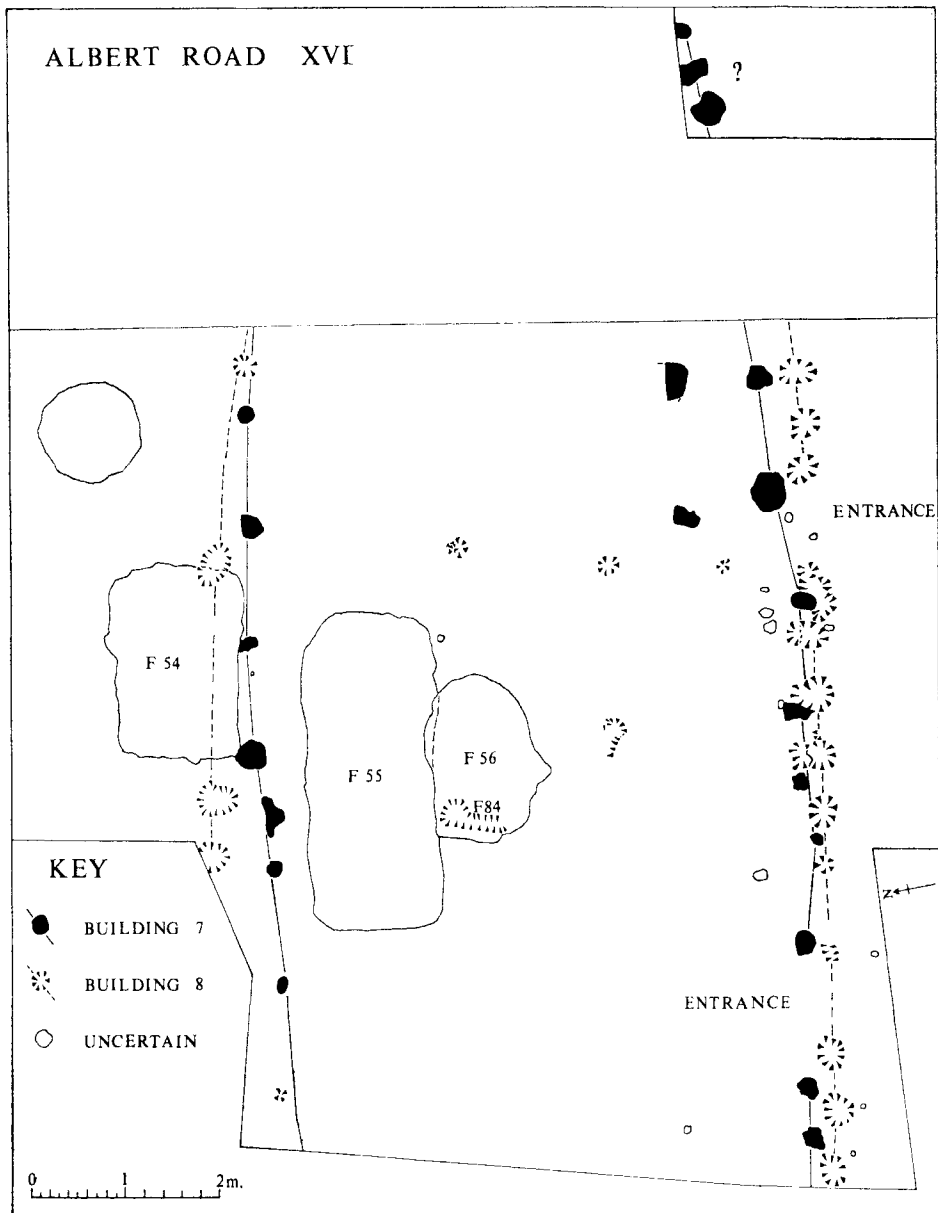 ALBERT ROAD XVI
?
ENTRANCE
F 54
F 55
F 56
F84
KEY
BUILDING 7
BUILDING 8
UNCERTAIN
Z
ENTRANCE
0 1 2m.